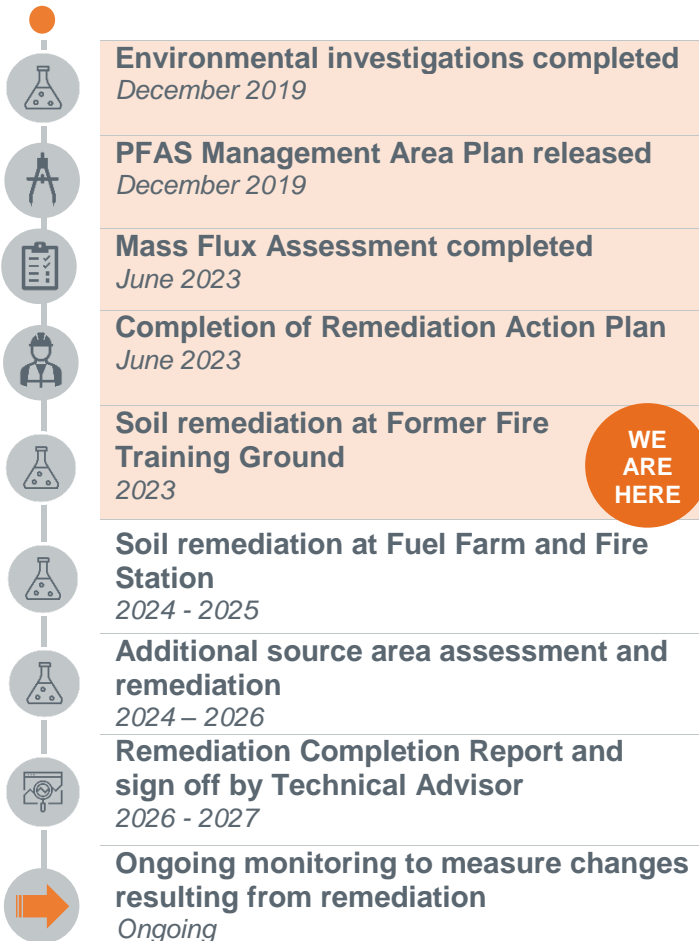 Environmental investigations completed
December 2019
PFAS Management Area Plan released
December 2019
Mass Flux Assessment completed
June 2023
Completion of Remediation Action Plan
June 2023
Soil remediation at Former Fire
Training Ground
2023
WE
ARE
HERE
Soil remediation at Fuel Farm and Fire
Station
2024 - 2025
Additional source area assessment and
remediation
2024 – 2026
Remediation Completion Report and
sign off by Technical Advisor
2026 - 2027
Ongoing monitoring to measure changes
resulting from remediation
Ongoing